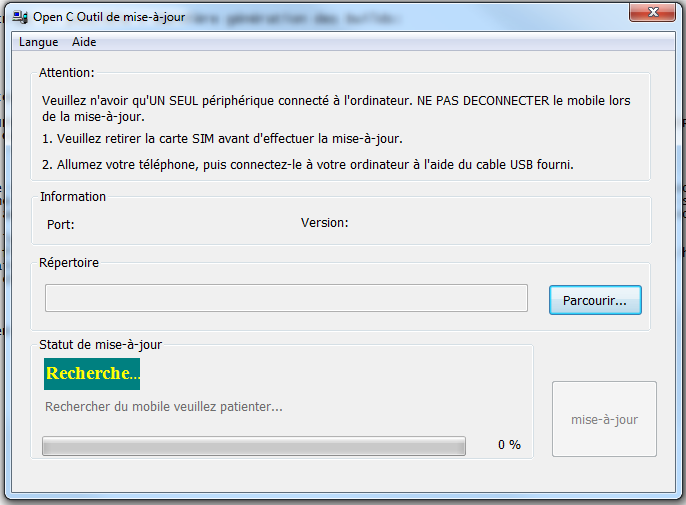 Open C Outil de mise-à-jour
Langue Aide
Attention:
Veuillez n'avoir qu'UN SEUL périphérique connecté à l'ordinateur. NE PAS DECONNECTER le mobile lors
de la mise-à-jour.
1. Veuillez retirer la carte SIM avant d'effectuer la mise-à-jour.
2. Allumez votre téléphone, puis connectez-le à votre ordinateur à l'aide du cable USB fourni.
Information
Port: Version:
Répertoire
Parcourir...
Statut de mise-à-jour
Recherche...
Rechercher du mobile veuillez patienter...
0 %
mise-à-jour